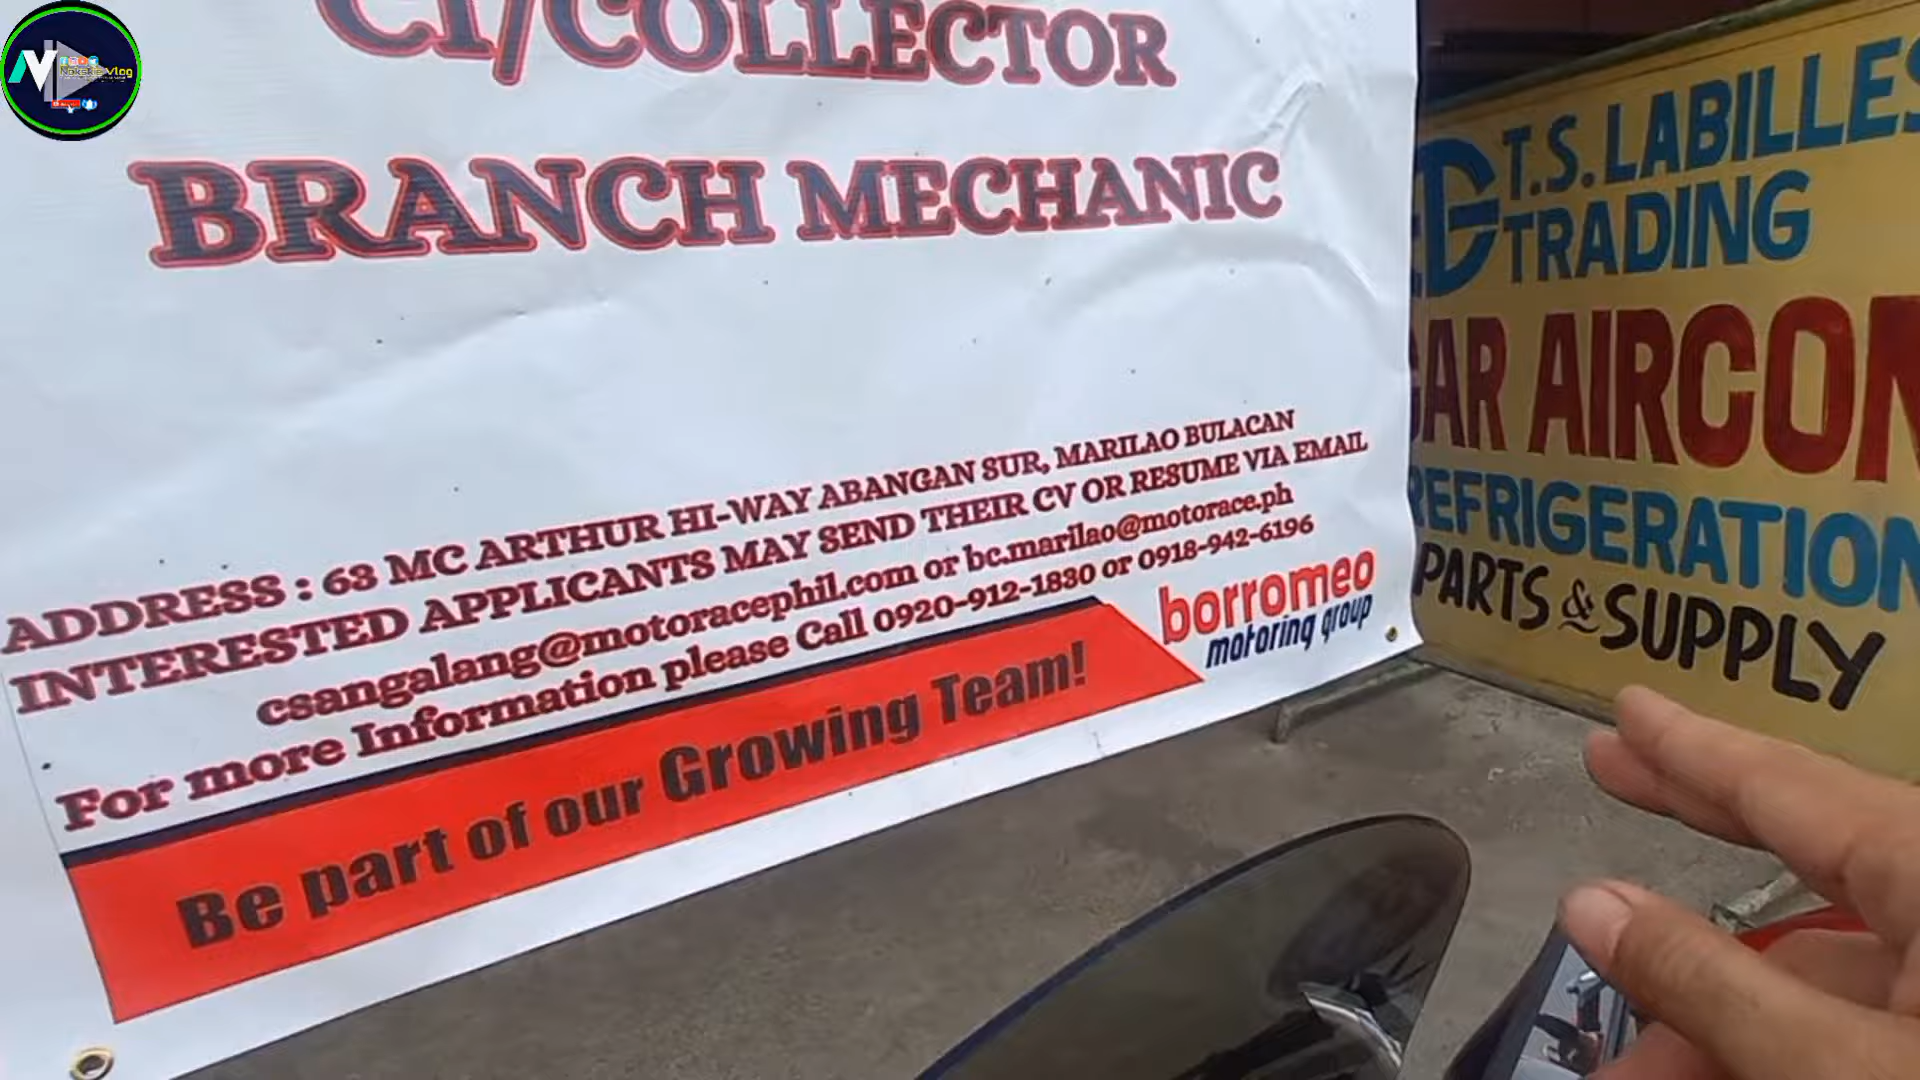 CI/COLLECTOR
BRANCH MECHANIC
ADDRESS : 63 MC ARTHUR HI-WAY ABANGAN SUR, MARILAO BULACAN
INTERESTED APPLICANTS MAY SEND THEIR CV OR RESUME VIA EMAIL
csangalang@motoracephil.com or bc.marilao@motorace.ph
For more Information please Call 0920-912-1830 or 0918-942-6196
borromeo
motoring group
Be part of our Growing Team!
T.S. LABILLES
TRADING
CAR AIRCON
REFRIGERATION
PARTS & SUPPLY